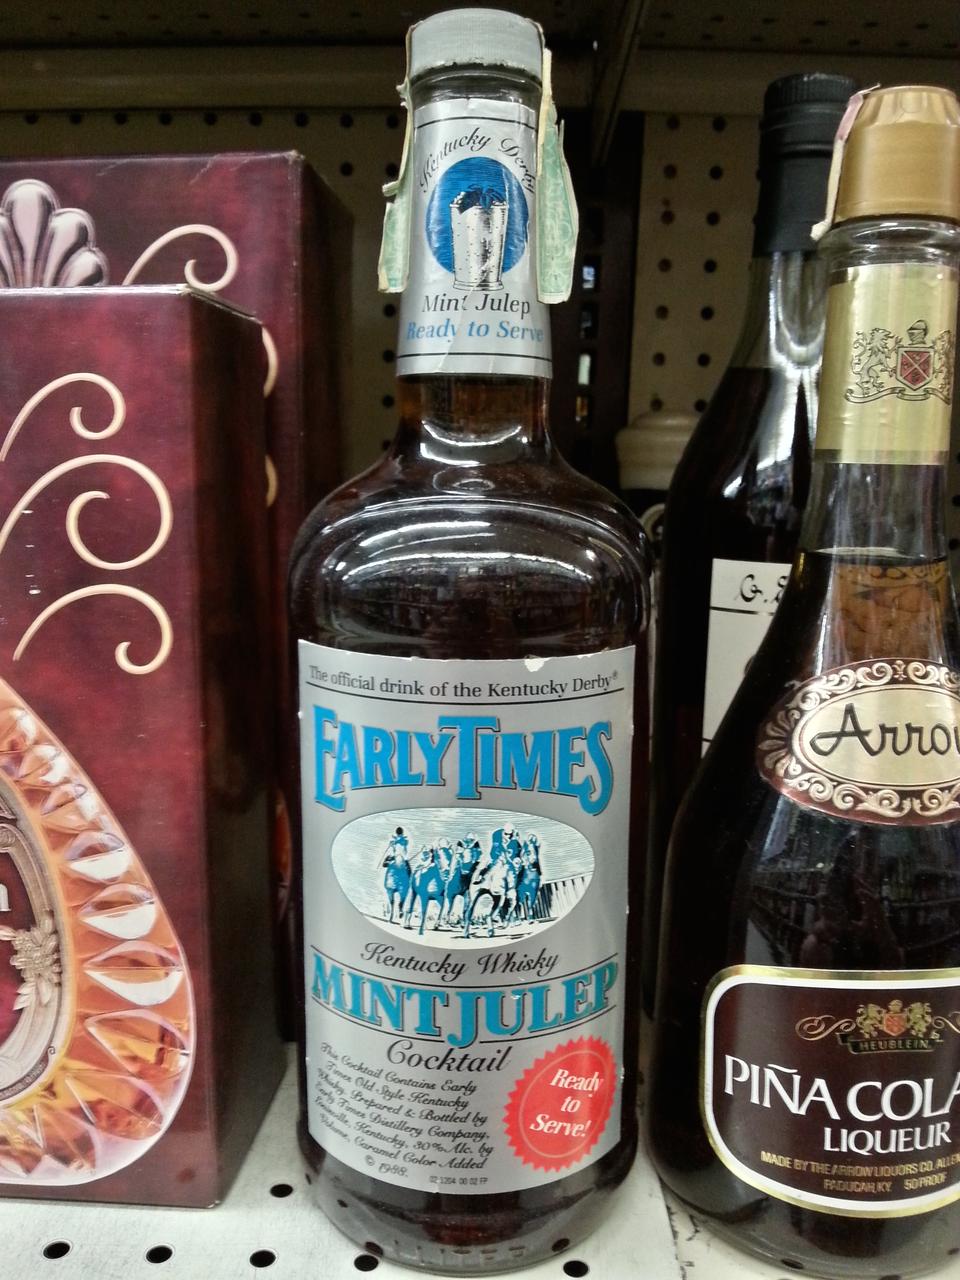 Kentucky Derby
Mint Julep
Ready to Serve
The official drink of the Kentucky Derby®
EARLY TIMES
Kentucky Whisky
MINT JULEP
Cocktail
This Cocktail Contains Early
Times Old Style Kentucky
Whisky. Prepared & Bottled by
Early Times Distillery Company,
Louisville, Kentucky, 30% Alc. by
Volume, Caramel Color Added
© 1988.
Ready
to
Serve!
LITER
Arrow
HEUBLEIN
PIÑA COLA
LIQUEUR
MADE BY THE ARROW LIQUORS CO. ALLEN
PADUCAH, KY. 50 PROOF